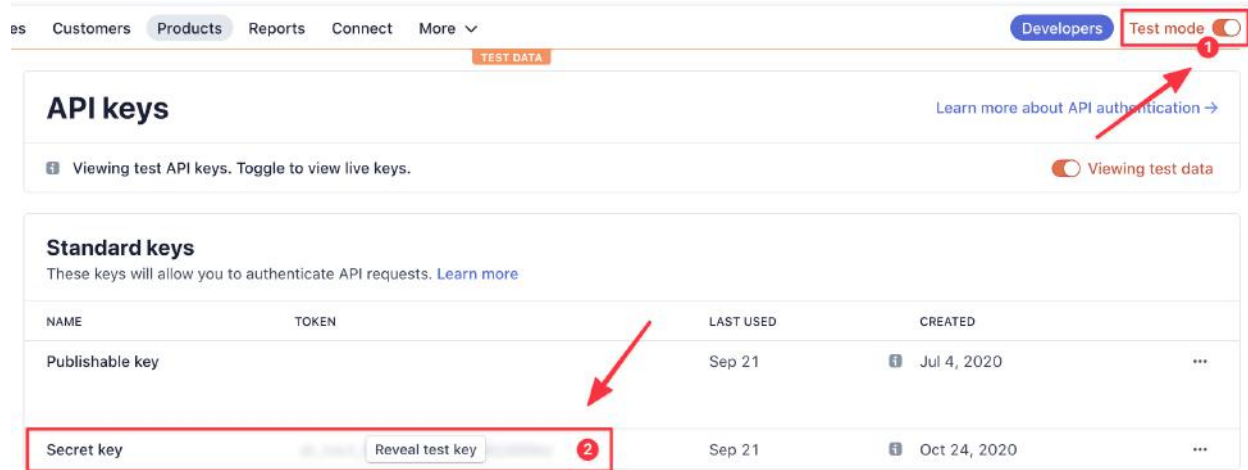 es Customers Products Reports Connect More Developers Test mode
1
TEST DATA
API keys Learn more about API authentication →
Viewing test API keys. Toggle to view live keys. Viewing test data
Standard keys
These keys will allow you to authenticate API requests. Learn more
NAME TOKEN LAST USED CREATED
Publishable key Sep 21 Jul 4, 2020 ...
Secret key Reveal test key 2 Sep 21 Oct 24, 2020 ...